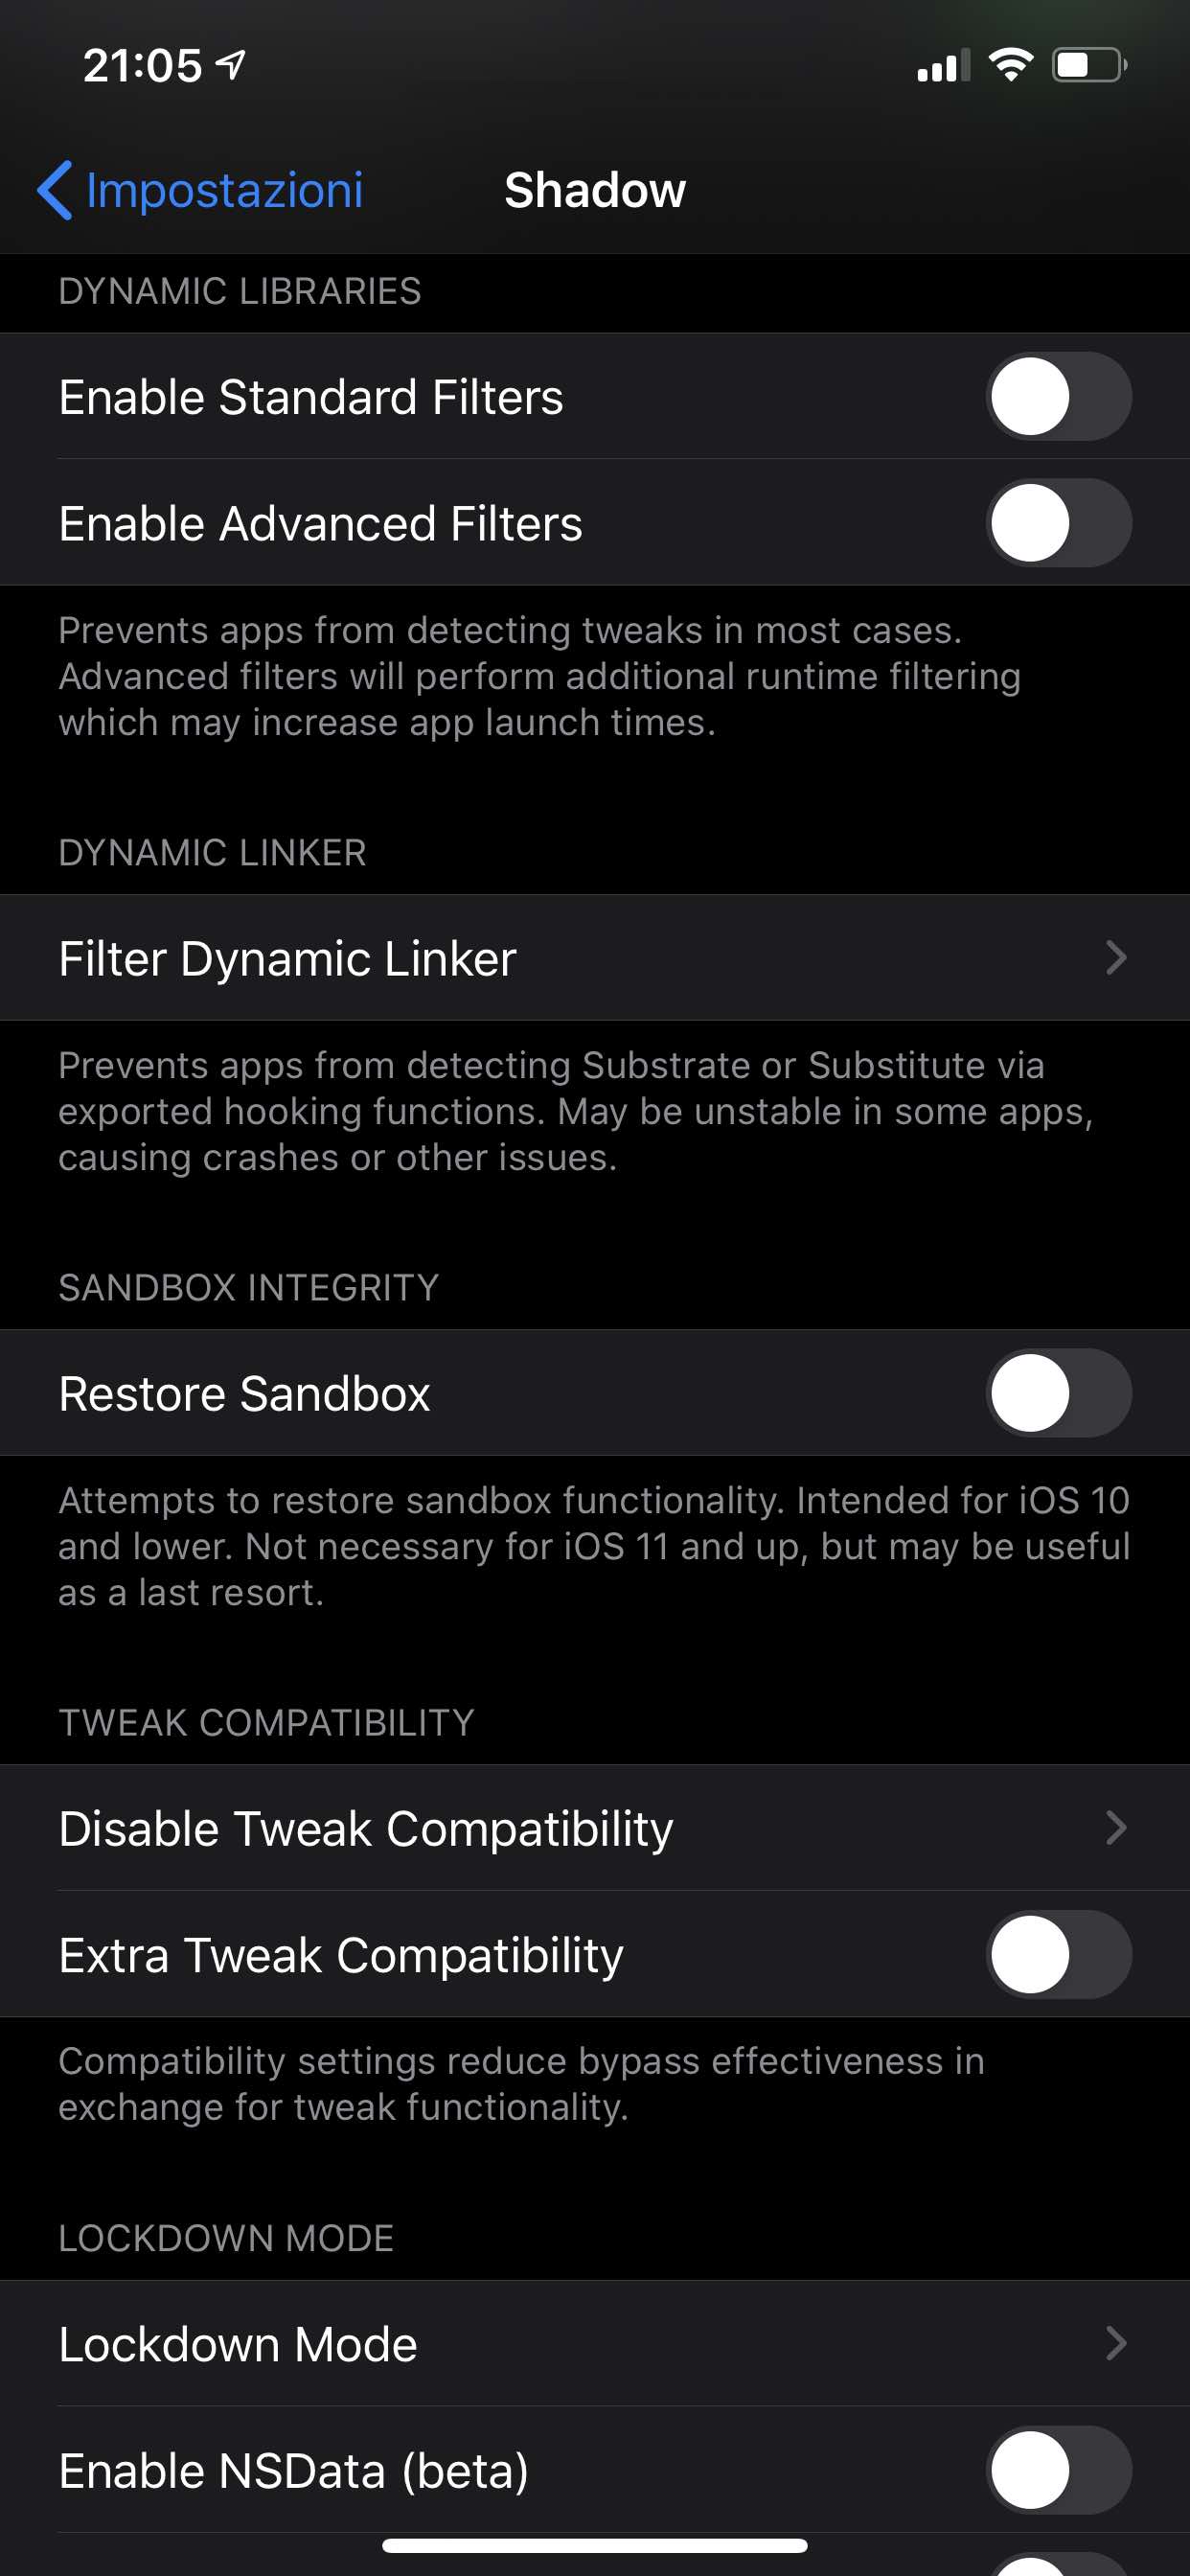 21:05
Impostazioni
Shadow
DYNAMIC LIBRARIES
Enable Standard Filters
Enable Advanced Filters
Prevents apps from detecting tweaks in most cases.
Advanced filters will perform additional runtime filtering
which may increase app launch times.
DYNAMIC LINKER
Filter Dynamic Linker
Prevents apps from detecting Substrate or Substitute via
exported hooking functions. May be unstable in some apps,
causing crashes or other issues.
SANDBOX INTEGRITY
Restore Sandbox
Attempts to restore sandbox functionality. Intended for iOS 10
and lower. Not necessary for iOS 11 and up, but may be useful
as a last resort.
TWEAK COMPATIBILITY
Disable Tweak Compatibility
Extra Tweak Compatibility
Compatibility settings reduce bypass effectiveness in
exchange for tweak functionality.
LOCKDOWN MODE
Lockdown Mode
Enable NSData (beta)